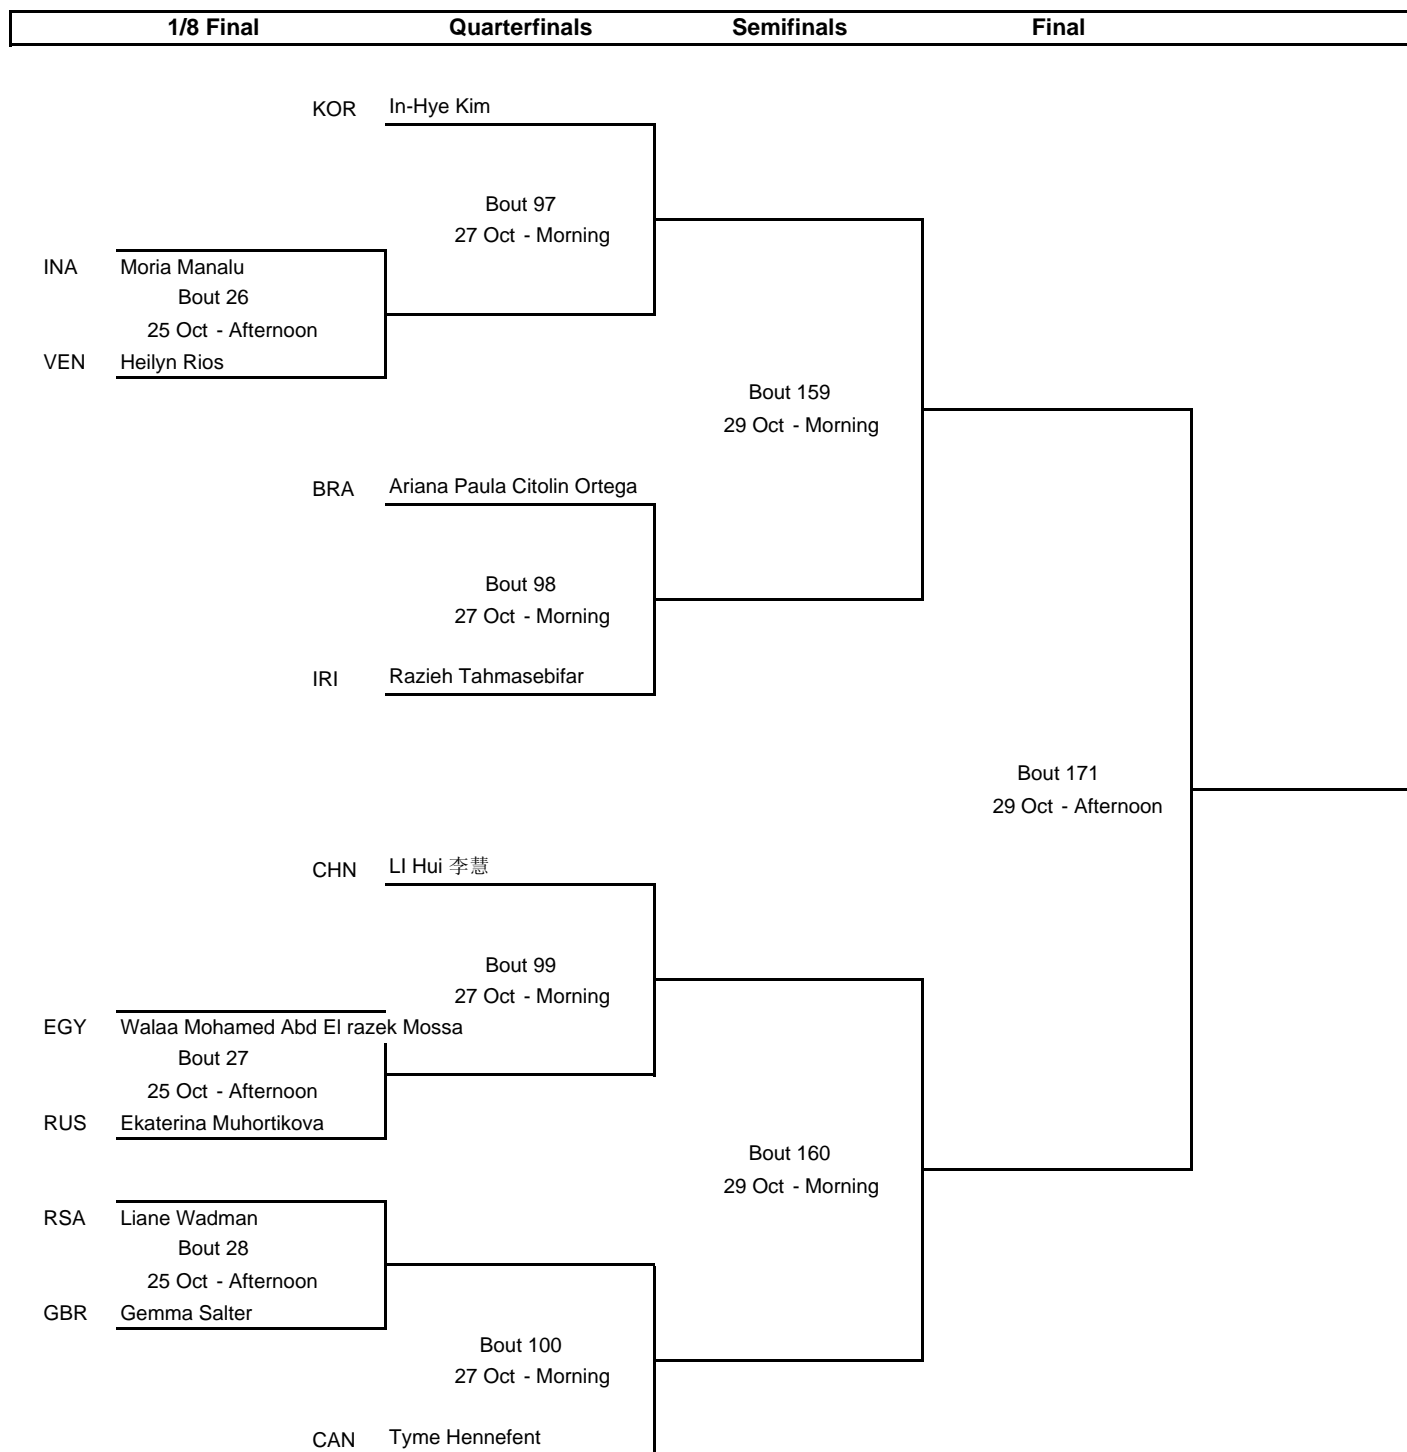 1/8 Final Quarterfinals Semifinals Final
KOR In-Hye Kim
Bout 97
27 Oct - Morning
INA Moria Manalu
Bout 26
25 Oct - Afternoon
VEN Heilyn Rios
Bout 159
29 Oct - Morning
BRA Ariana Paula Citolin Ortega
Bout 98
27 Oct - Morning
IRI Razieh Tahmasebifar
Bout 171
29 Oct - Afternoon
CHN LI Hui 李慧
Bout 99
27 Oct - Morning
EGY Walaa Mohamed Abd El razek Mossa
Bout 27
25 Oct - Afternoon
RUS Ekaterina Muhortikova
Bout 160
29 Oct - Morning
RSA Liane Wadman
Bout 28
25 Oct - Afternoon
GBR Gemma Salter
Bout 100
27 Oct - Morning
CAN Tyme Hennefent